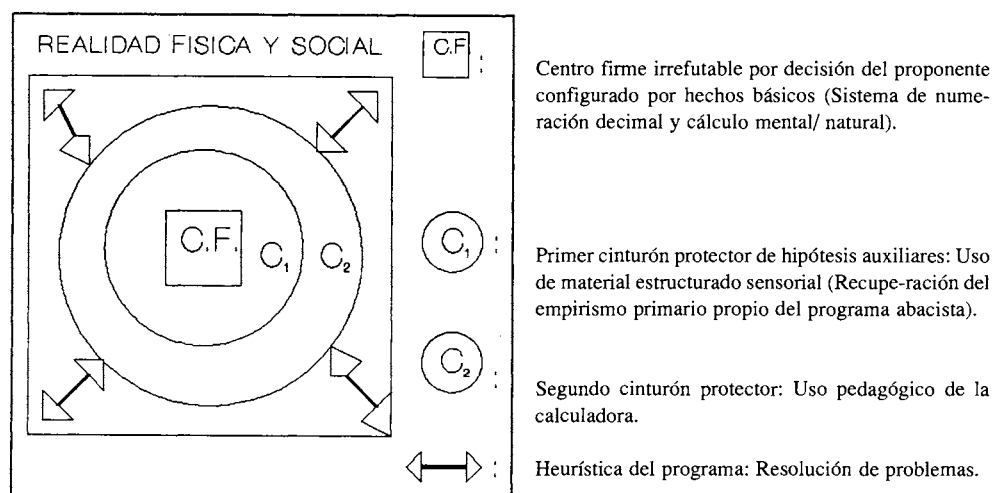 REALIDAD FISICA Y SOCIAL
C.F. C₁ C₂
C.F :
Centro firme irrefutable por decisión del proponente
configurado por hechos básicos (Sistema de nume-
ración decimal y cálculo mental/ natural).
C₁ :
Primer cinturón protector de hipótesis auxiliares: Uso
de material estructurado sensorial (Recupe-ración del
empirismo primario propio del programa abacista).
C₂ :
Segundo cinturón protector: Uso pedagógico de la
calculadora.
: Heurística del programa: Resolución de problemas.